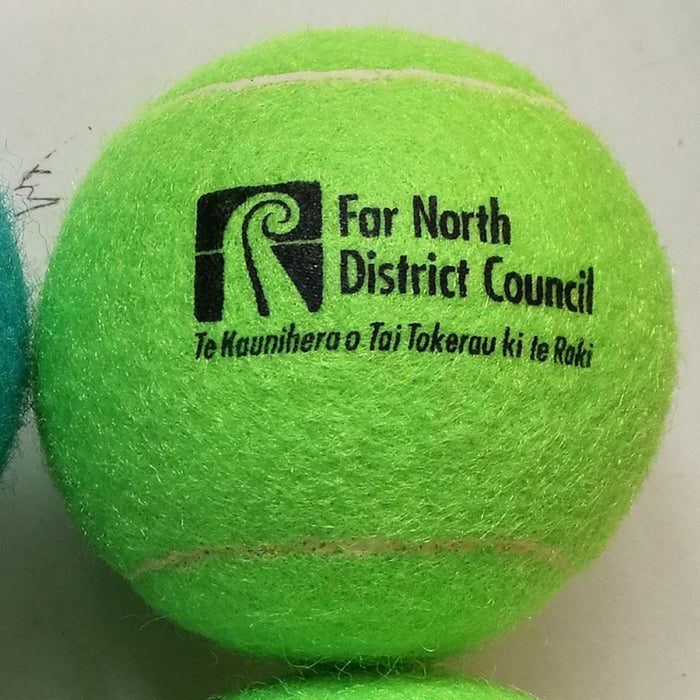 Far North
District Council
Te Kaunihera o Tai Tokerau ki te Raki